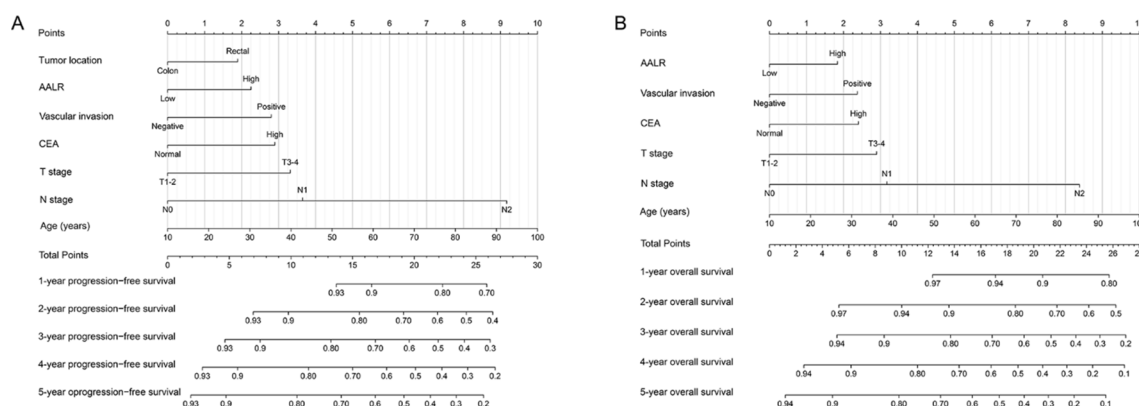 A
Points
0 1 2 3 4 5 6 7 8 9 10
Tumor location
Rectal
Colon
AALR
High
Low
Vascular invasion
Positive
Negative
CEA
High
Normal
T stage
T3-4
T1-2
N stage
N1
N0 N2
Age (years)
10 20 30 40 50 60 70 80 90 100
Total Points
0 5 10 15 20 25 30
1-year progression-free survival
0.93 0.9 0.80 0.70
2-year progression-free survival
0.93 0.9 0.80 0.70 0.6 0.5 0.4
3-year progression-free survival
0.93 0.9 0.80 0.70 0.6 0.5 0.4 0.3
4-year progression-free survival
0.93 0.9 0.80 0.70 0.6 0.5 0.4 0.3 0.2
5-year oprogression-free survival
0.93 0.9 0.80 0.70 0.6 0.5 0.4 0.3 0.2
B
Points
0 1 2 3 4 5 6 7 8 9
AALR
High
Low
Vascular invasion
Positive
Negative
CEA
High
Normal
T stage
T3-4
T1-2
N stage
N1
N0 N2
Age (years)
10 20 30 40 50 60 70 80 90
Total Points
0 2 4 6 8 10 12 14 16 18 20 22 24 26
1-year overall survival
0.97 0.94 0.9 0.80
2-year overall survival
0.97 0.94 0.9 0.80 0.70 0.6 0.5
3-year overall survival
0.94 0.9 0.80 0.70 0.6 0.5 0.4 0.3 0.2
4-year overall survival
0.94 0.9 0.80 0.70 0.6 0.5 0.4 0.3 0.2 0.1
5-year overall survival
0.94 0.9 0.80 0.70 0.6 0.5 0.4 0.3 0.2 0.1